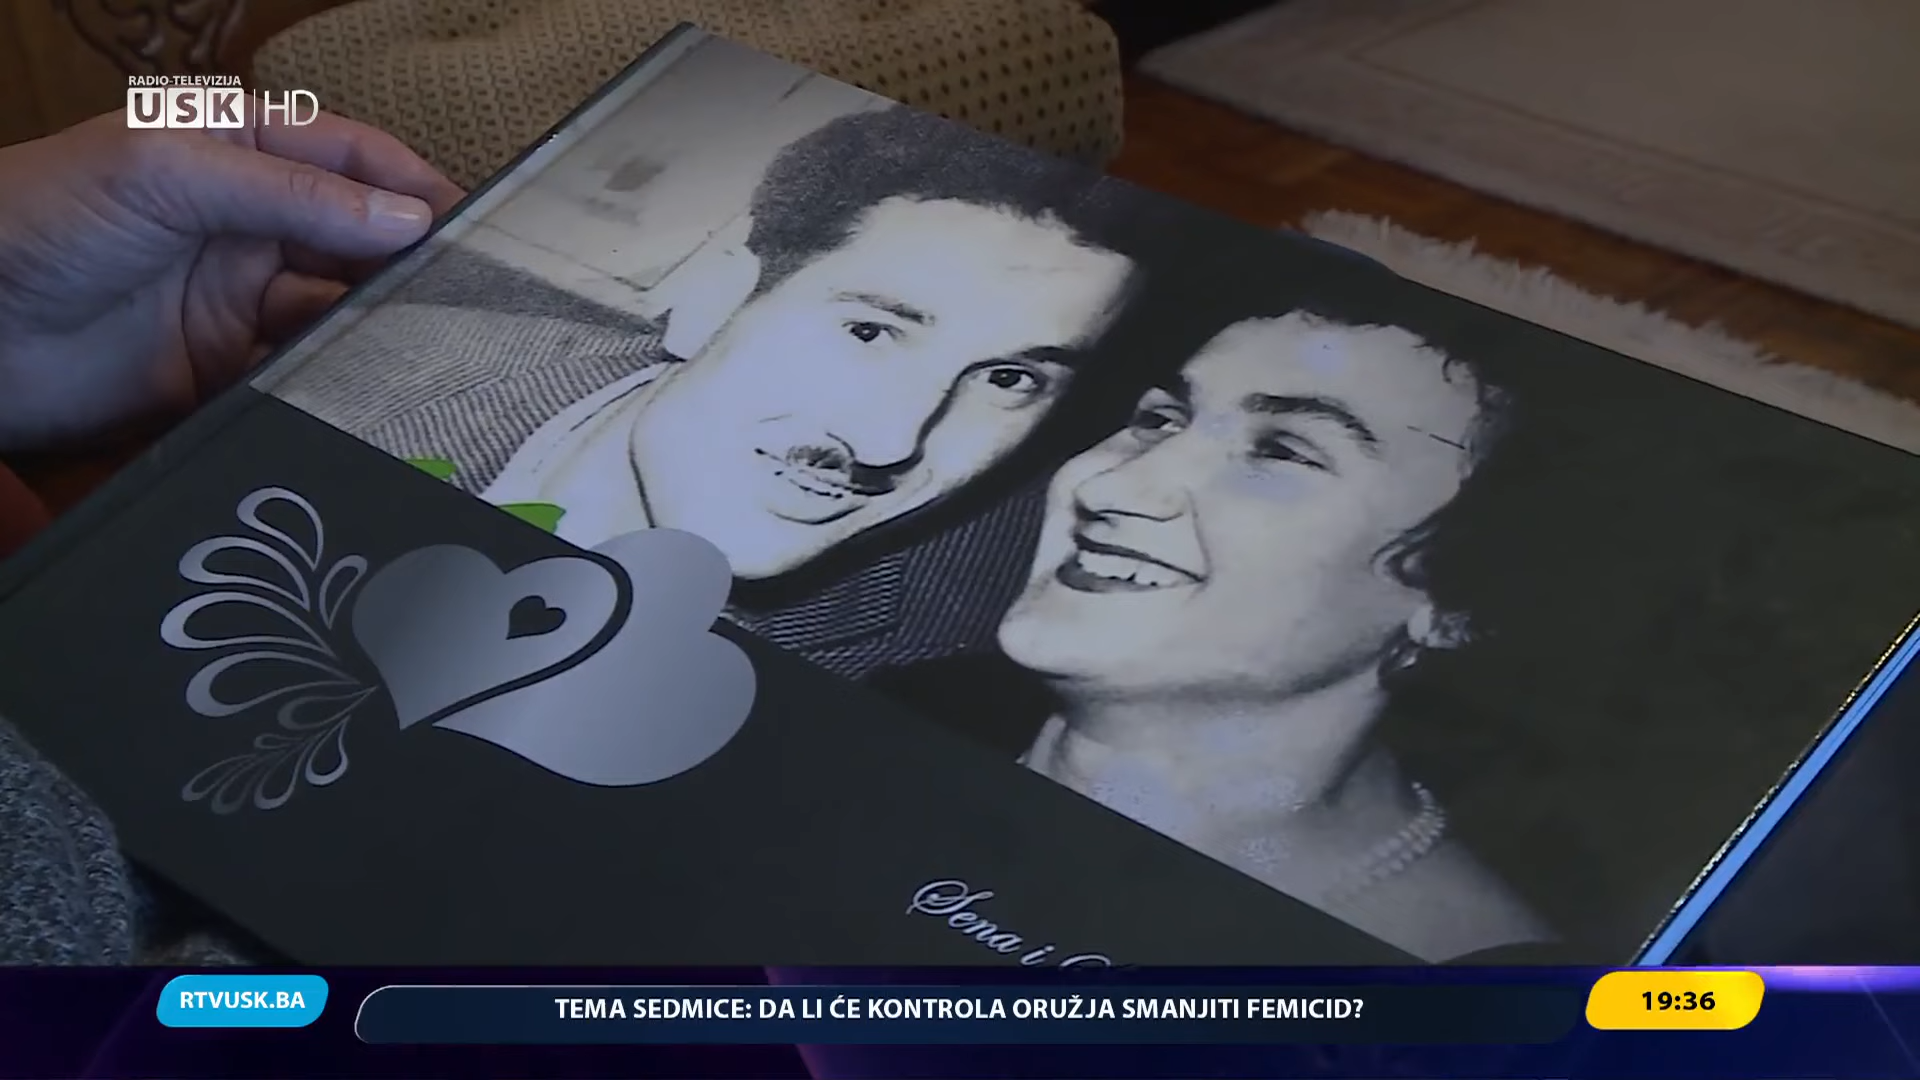 RADIO-TELEVIZIJA
USK HD
Sena i
RTVUSK.BA
TEMA SEDMICE: DA LI ĆE KONTROLA ORUŽJA SMANJITI FEMICID?
19:36